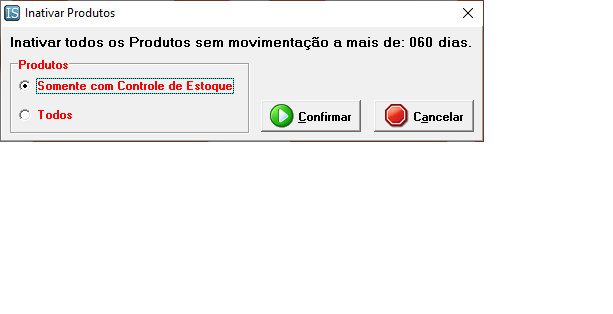 IS Inativar Produtos
Inativar todos os Produtos sem movimentação a mais de: 060 dias.
Produtos
Somente com Controle de Estoque
Todos
Confirmar
Cancelar